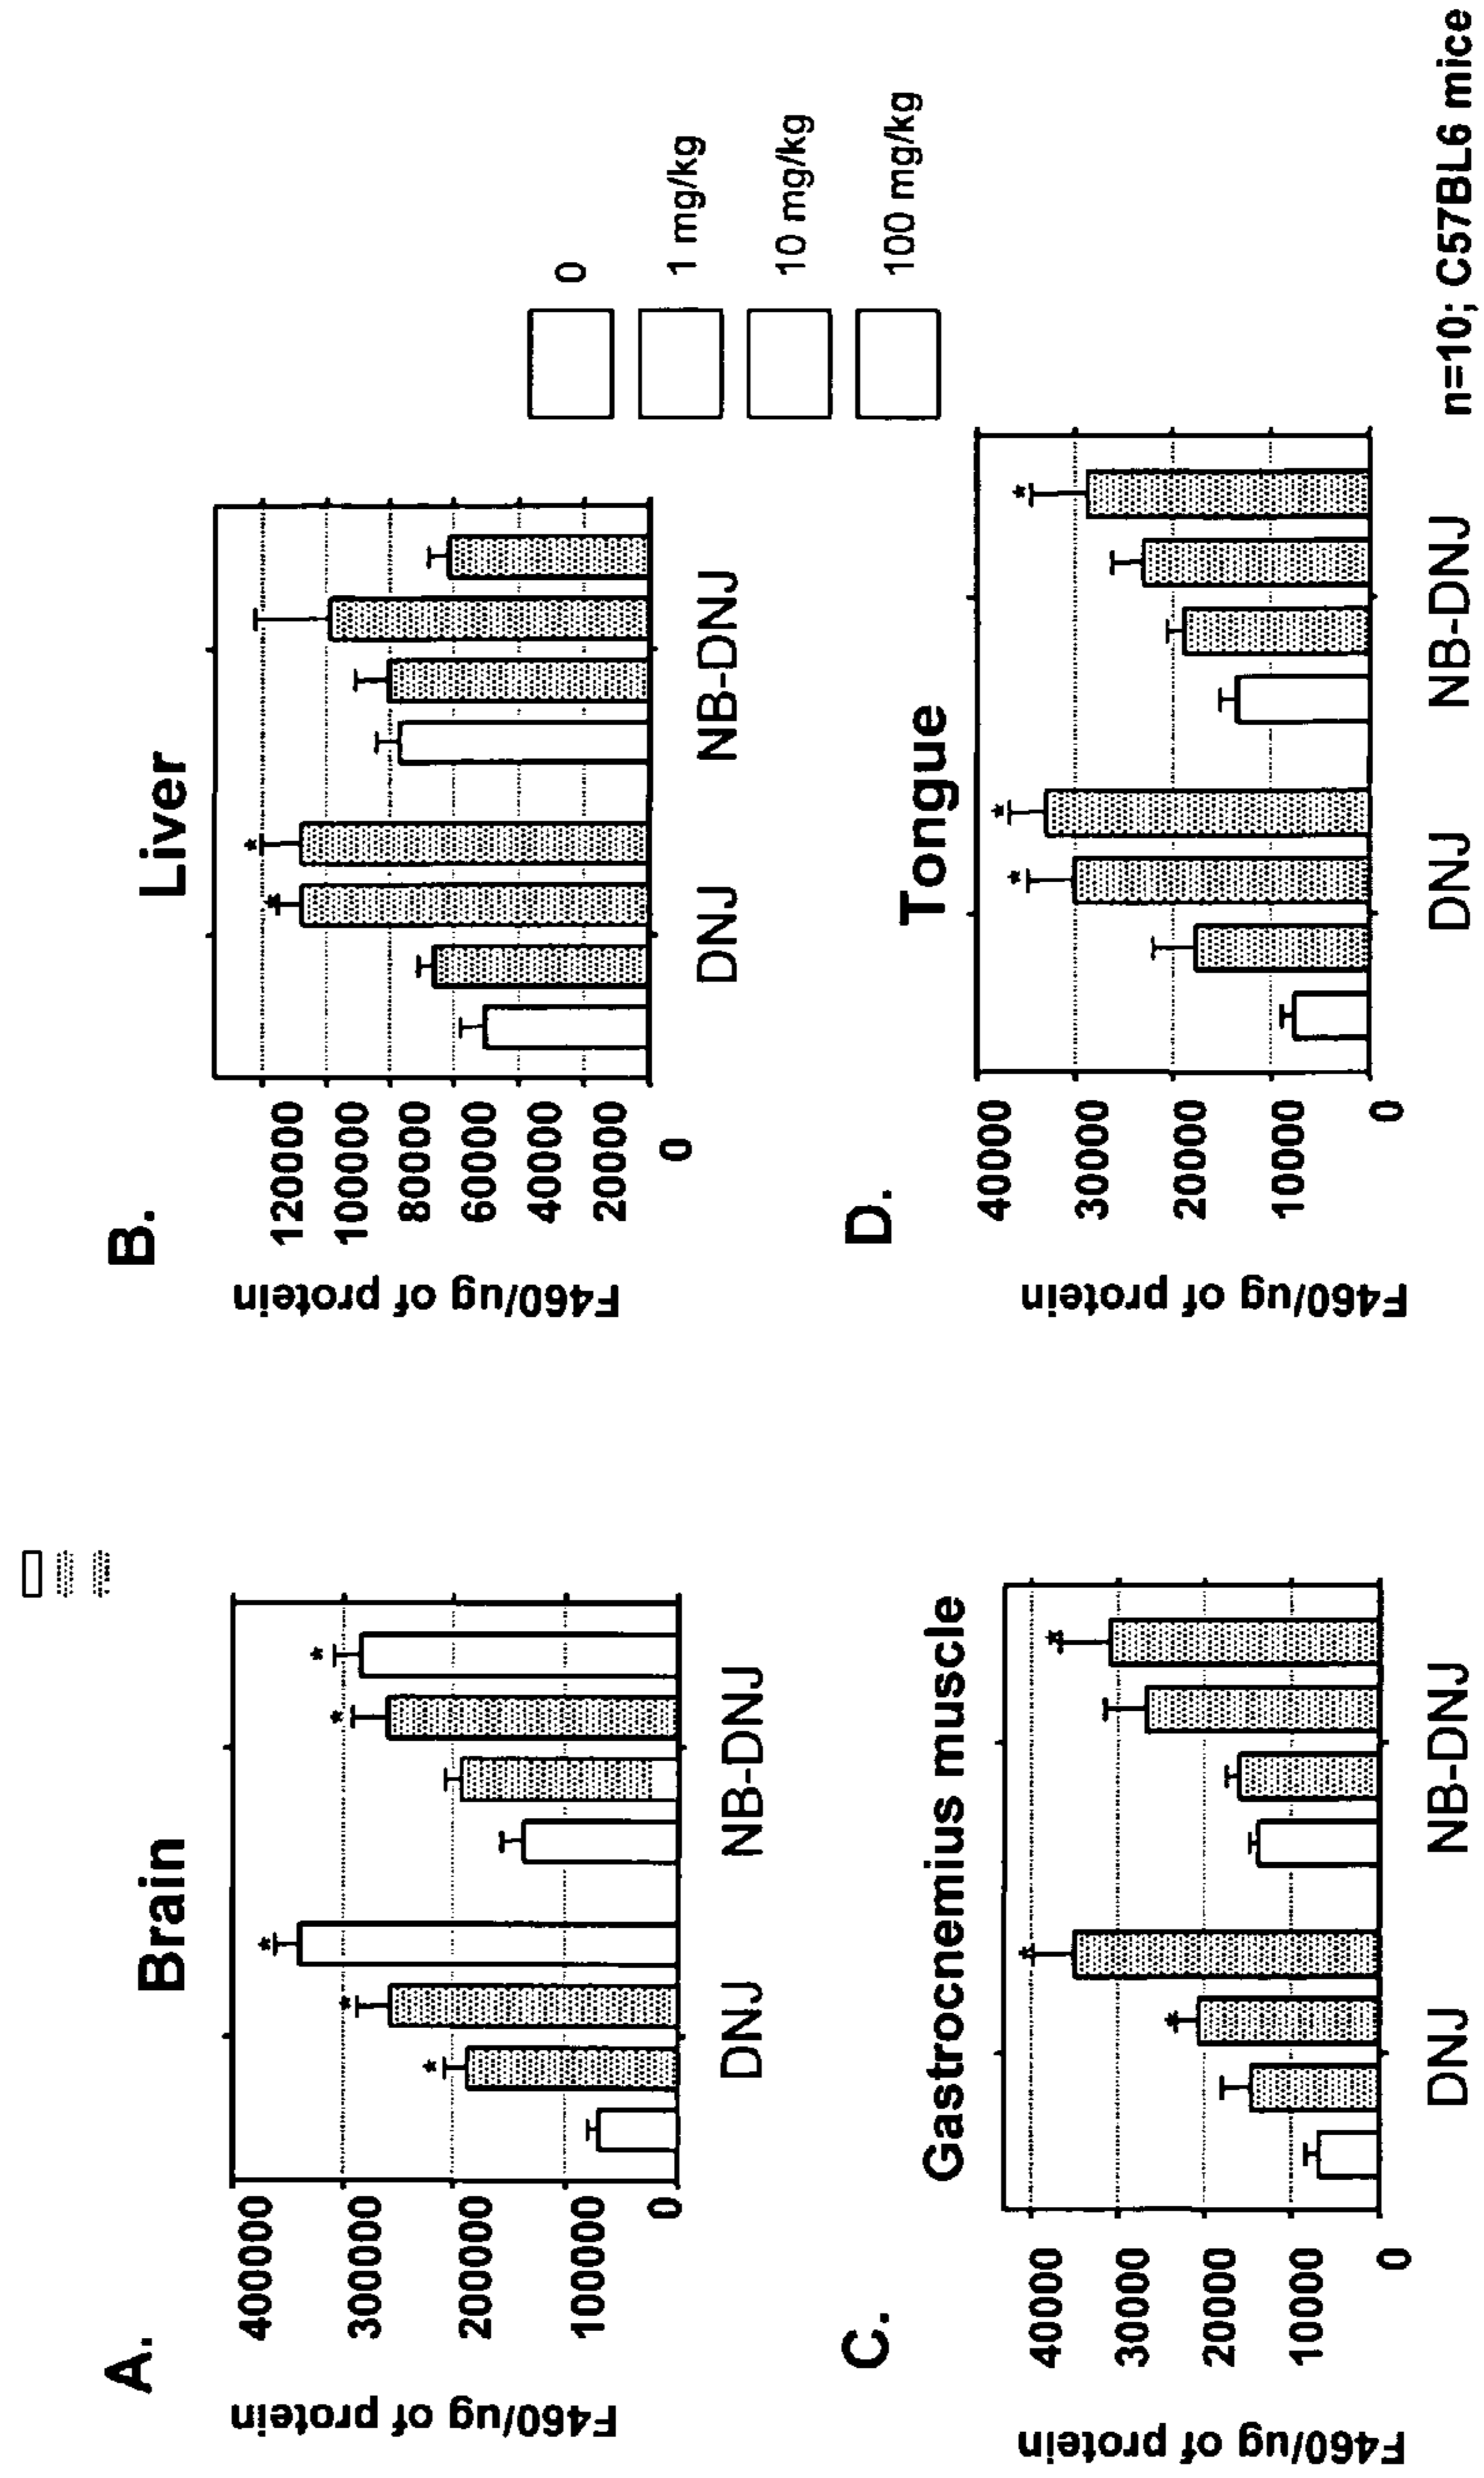 A.
Brain
F460/ug of protein
400000
300000
200000
100000
0
*
*
*
*
*
DNJ
NB-DNJ
B.
Liver
F460/ug of protein
120000
100000
80000
60000
40000
20000
0
*
*
DNJ
NB-DNJ
0
1 mg/kg
10 mg/kg
100 mg/kg
C.
Gastrocnemius muscle
F460/ug of protein
40000
30000
20000
10000
0
*
*
*
DNJ
NB-DNJ
D.
Tongue
F460/ug of protein
40000
30000
20000
10000
0
*
*
*
DNJ
NB-DNJ
n=10; C57BL6 mice